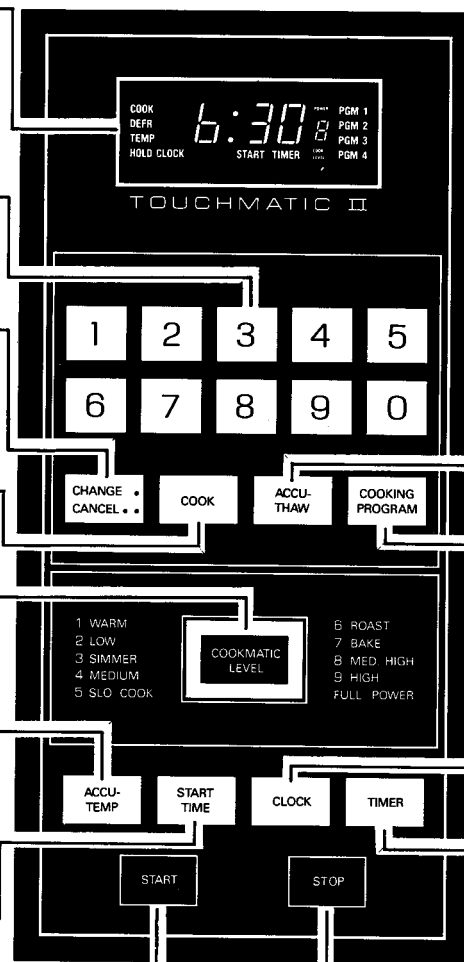 COOK 6:30 POWER PGM 1
DEFR 8 PGM 2
TEMP PGM 3
HOLD CLOCK START TIMER COOK LEVEL PGM 4
TOUCHMATIC II
1 2 3 4 5
6 7 8 9 0
CHANGE •
CANCEL • •
COOK
ACCU-
THAW
COOKING
PROGRAM
1 WARM
2 LOW
3 SIMMER
4 MEDIUM
5 SLO COOK
COOKMATIC
LEVEL
6 ROAST
7 BAKE
8 MED. HIGH
9 HIGH
FULL POWER
ACCU-
TEMP
START
TIME
CLOCK
TIMER
START
STOP